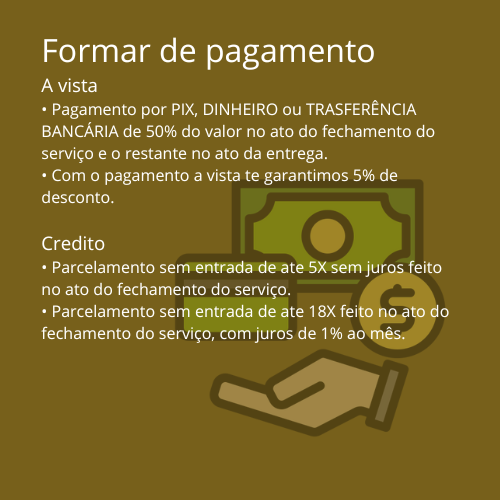 Formar de pagamento
A vista
• Pagamento por PIX, DINHEIRO ou TRASFERÊNCIA
BANCÁRIA de 50% do valor no ato do fechamento do
serviço e o restante no ato da entrega.
• Com o pagamento a vista te garantimos 5% de
desconto.
Credito
• Parcelamento sem entrada de ate 5X sem juros feito
no ato do fechamento do serviço.
• Parcelamento sem entrada de ate 18X feito no ato do
fechamento do serviço, com juros de 1% ao mês.
$